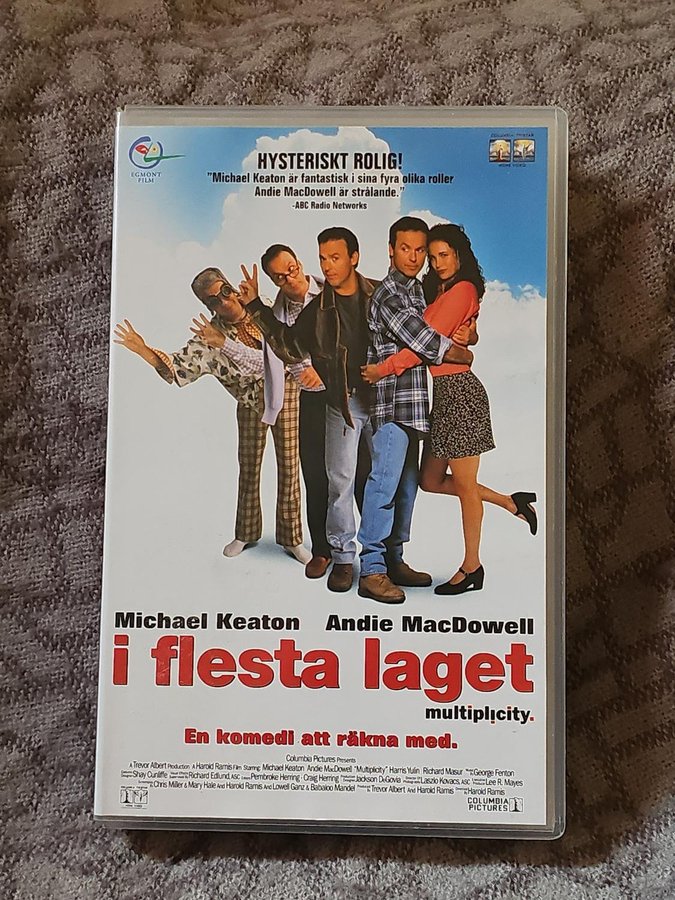 EGMONT
FILM
COLUMBIA TRISTAR
HOME VIDEO
HYSTERISKT ROLIG!
"Michael Keaton är fantastisk i sina fyra olika roller
Andie MacDowell är strålande."
-ABC Radio Networks
Michael Keaton Andie MacDowell
i flesta laget
multiplicity.
En komedi att räkna med.
Columbia Pictures Presents
A Trevor Albert Production A Harold Ramis Film Starring Michael Keaton Andie MacDowell "Multiplicity" Harris Yulin Richard Masur George Fenton
Shay Cunliffe Richard Edlund, ASC Pembroke Herring Craig Herring Jackson DeGovia Laszlo Kovacs, ASC Lee R. Mayes
Chris Miller & Mary Hale And Harold Ramis And Lowell Ganz & Babaloo Mandel Trevor Albert And Harold Ramis Harold Ramis
COLUMBIA
PICTURES